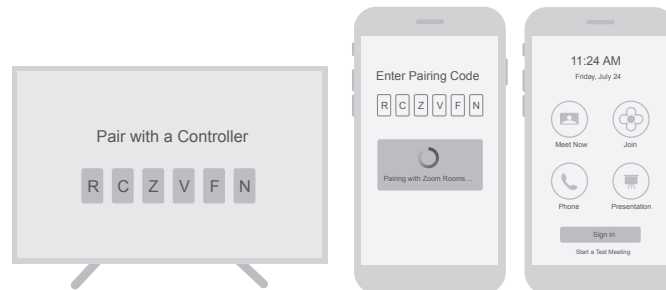 Pair with a Controller
R C Z V F N
Enter Pairing Code
R C Z V F N
Pairing with Zoom Rooms...
11:24 AM
Friday, July 24
Meet Now
Join
Phone
Presentation
Sign in
Start a Test Meeting